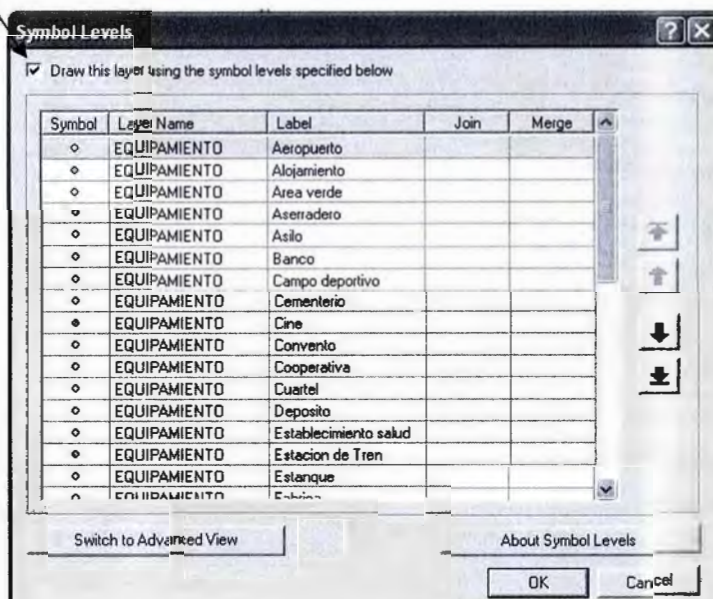 Symbol Levels
Draw this layer using the symbol levels specified below
Symbol Layer Name Label Join Merge
EQUIPAMIENTO Aeropuerto
EQUIPAMIENTO Alojamiento
EQUIPAMIENTO Area verde
EQUIPAMIENTO Aserradero
EQUIPAMIENTO Asilo
EQUIPAMIENTO Banco
EQUIPAMIENTO Campo deportivo
EQUIPAMIENTO Cementerio
EQUIPAMIENTO Cine
EQUIPAMIENTO Convento
EQUIPAMIENTO Cooperativa
EQUIPAMIENTO Cuartel
EQUIPAMIENTO Deposito
EQUIPAMIENTO Establecimiento salud
EQUIPAMIENTO Estacion de Tren
EQUIPAMIENTO Estanque
EQUIPAMIENTO Fabrica
Switch to Advanced View About Symbol Levels
OK Cancel